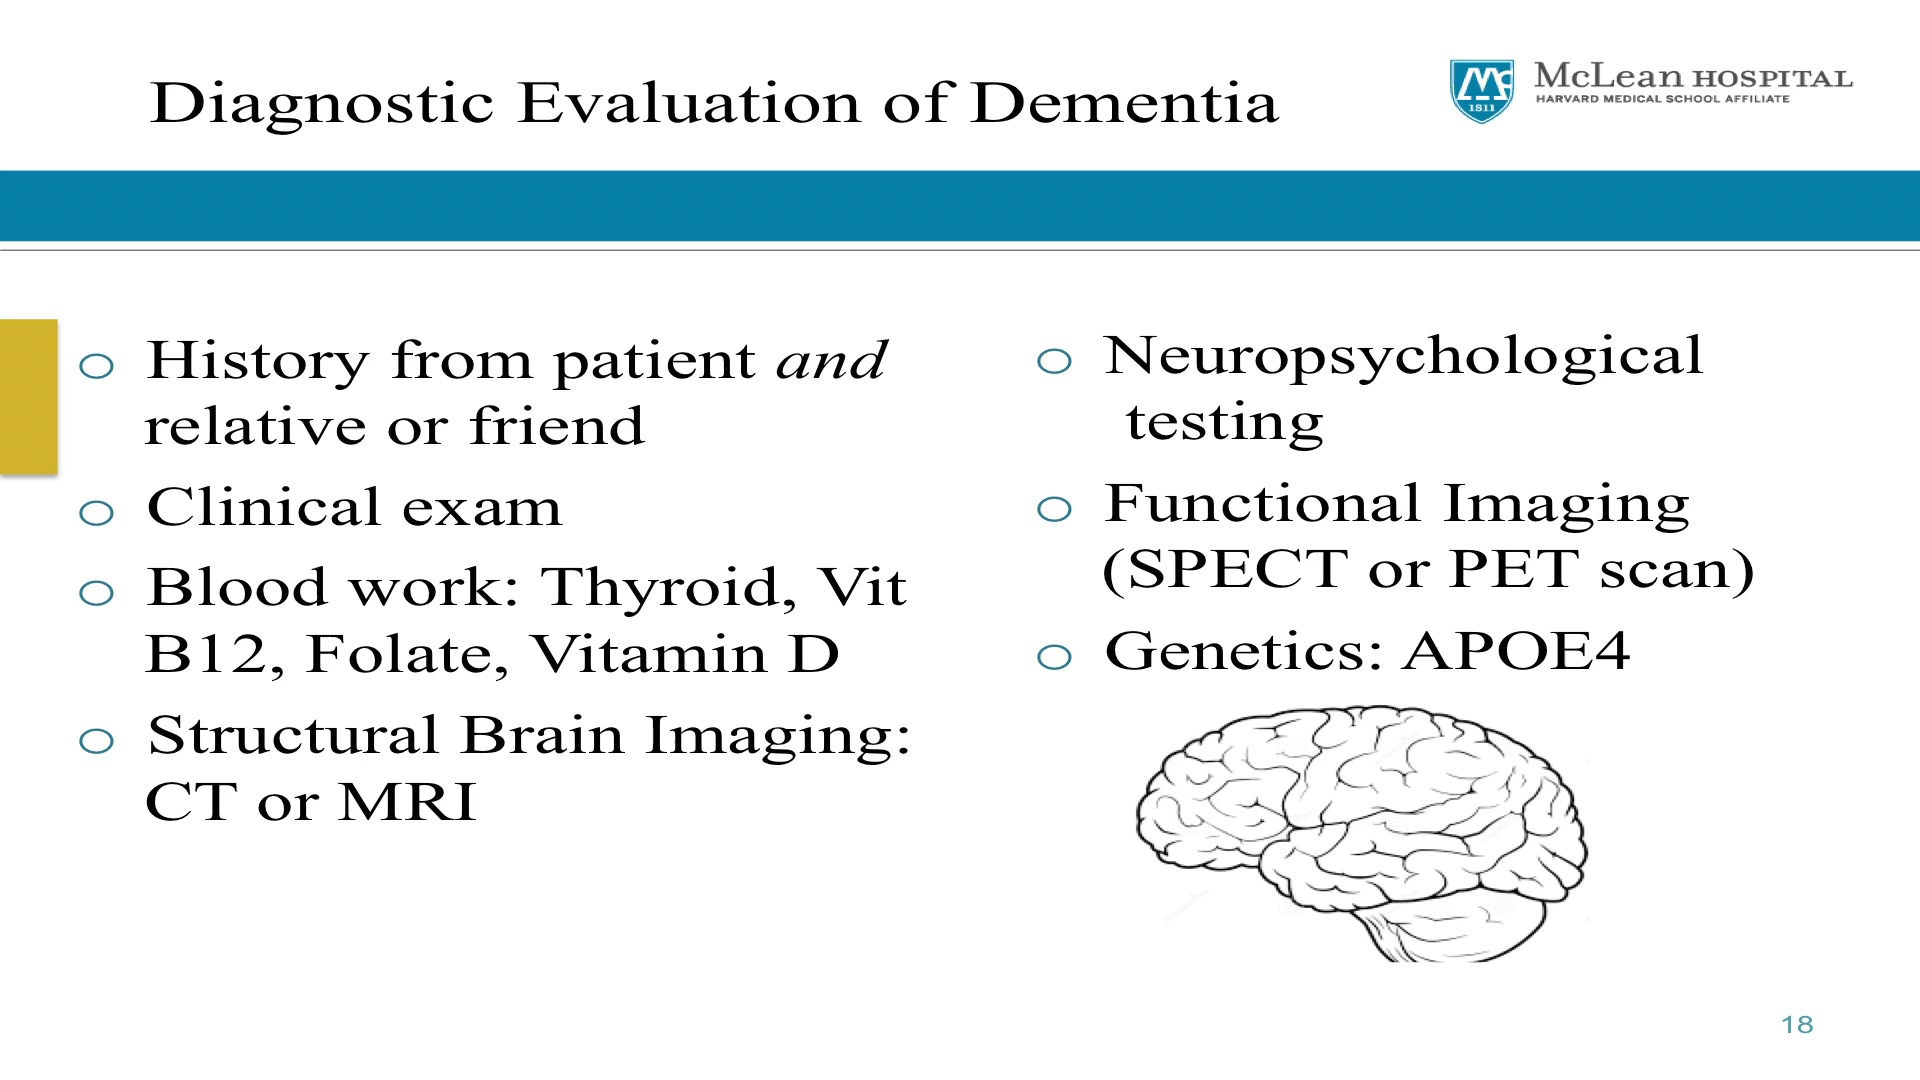 Diagnostic Evaluation of Dementia
McLean HOSPITAL
HARVARD MEDICAL SCHOOL AFFILIATE
1811
o History from patient and
relative or friend
o Clinical exam
o Blood work: Thyroid, Vit
B12, Folate, Vitamin D
o Structural Brain Imaging:
CT or MRI
o Neuropsychological
testing
o Functional Imaging
(SPECT or PET scan)
o Genetics: APOE4
18